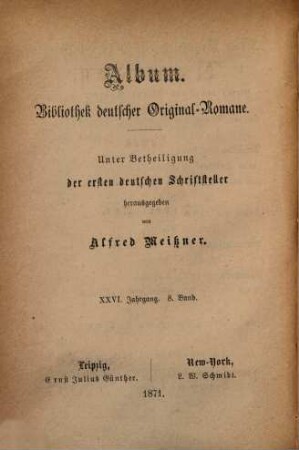 Album.
Bibliothek deutscher Original-Romane.
Unter Betheiligung
der ersten deutschen Schriftsteller
herausgegeben
von
Alfred Meißner.
XXVI. Jahrgang. 8. Band.
Leipzig, New-York,
Ernst Julius Günther. L. W. Schmidt.
1871.